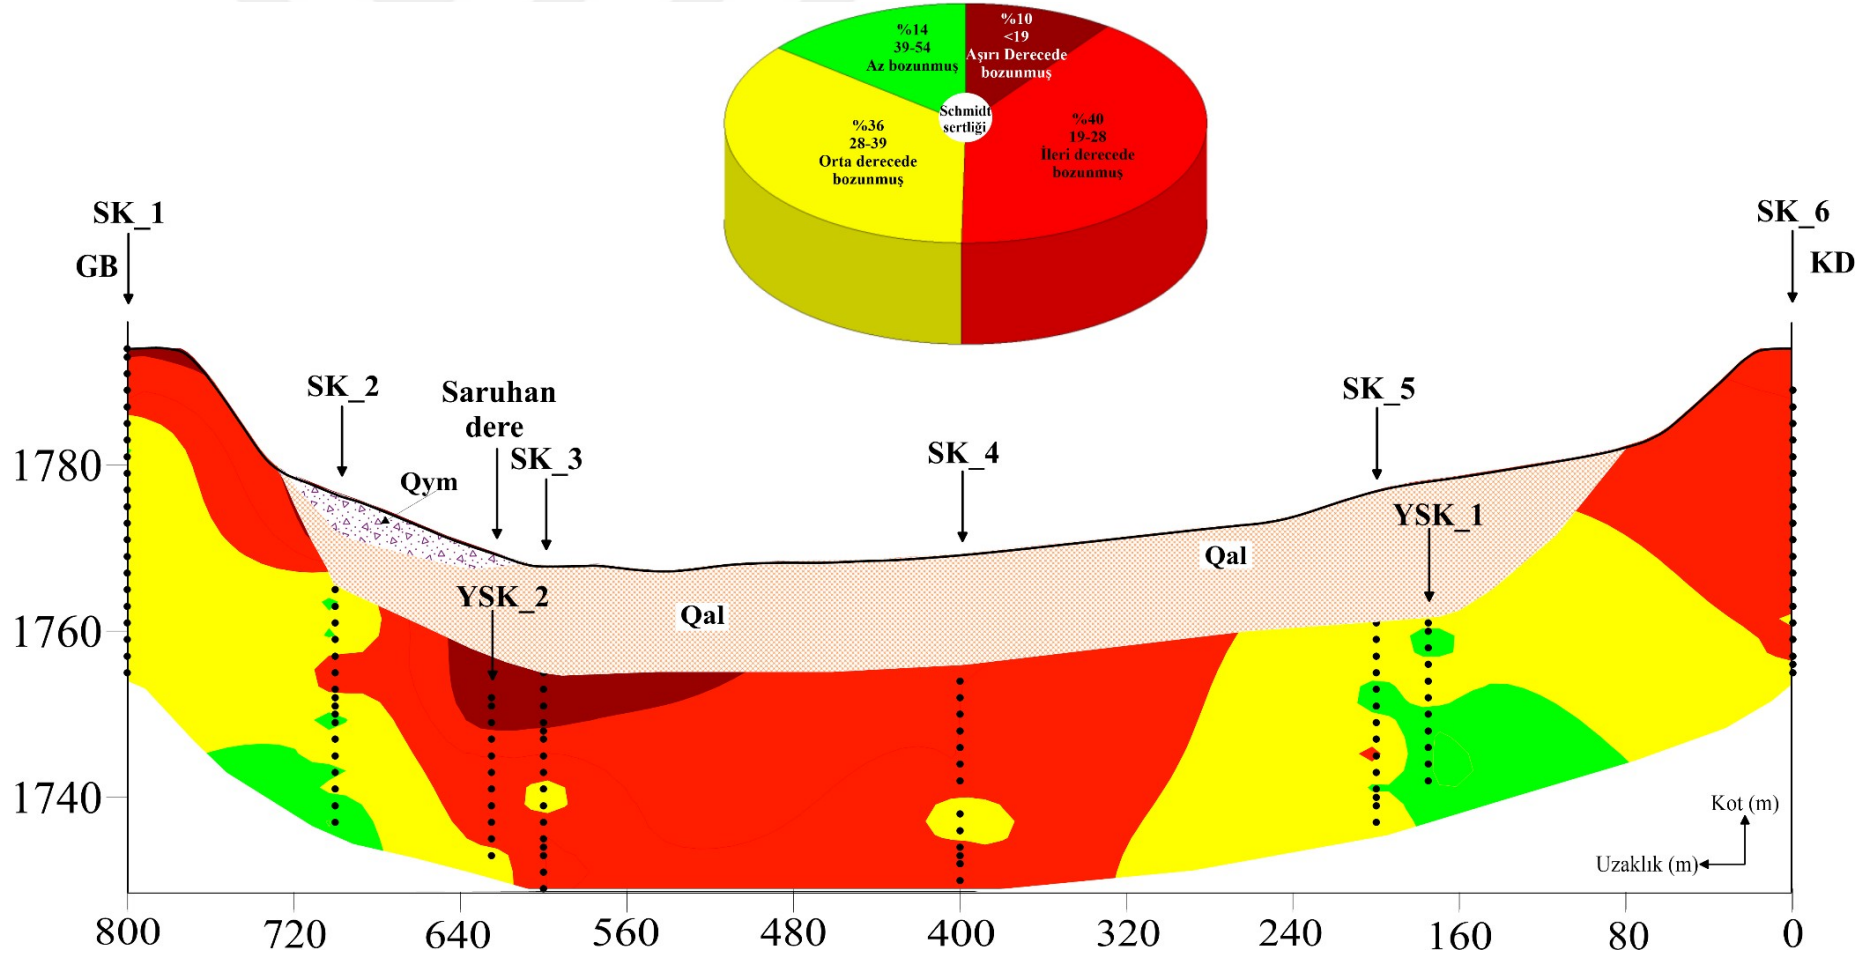 %14
39-54
Az bozunmuş
%10
<19
Aşırı Derecede
bozunmuş
Schmidt
sertliği
%36
28-39
Orta derecede
bozunmuş
%40
19-28
İleri derecede
bozunmuş
SK_1
GB
SK_6
KD
SK_2
Saruhan
dere
SK_3
SK_4
SK_5
Qym
YSK_1
YSK_2
Qal
Qal
1780
1760
1740
Kot (m)
Uzaklık (m)
800
720
640
560
480
400
320
240
160
80
0